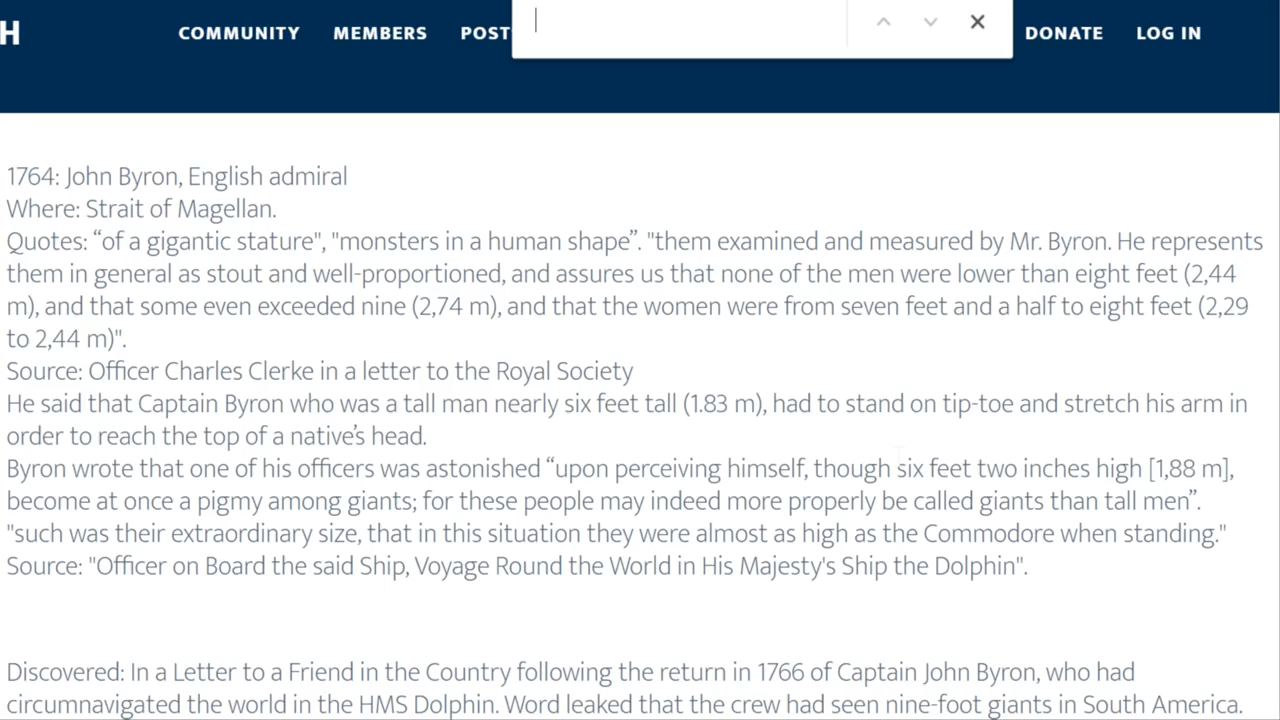 H COMMUNITY MEMBERS POST DONATE LOG IN
1764: John Byron, English admiral
Where: Strait of Magellan.
Quotes: “of a gigantic stature", "monsters in a human shape”. "them examined and measured by Mr. Byron. He represents
them in general as stout and well-proportioned, and assures us that none of the men were lower than eight feet (2,44
m), and that some even exceeded nine (2,74 m), and that the women were from seven feet and a half to eight feet (2,29
to 2,44 m)".
Source: Officer Charles Clerke in a letter to the Royal Society
He said that Captain Byron who was a tall man nearly six feet tall (1.83 m), had to stand on tip-toe and stretch his arm in
order to reach the top of a native’s head.
Byron wrote that one of his officers was astonished “upon perceiving himself, though six feet two inches high [1,88 m],
become at once a pigmy among giants; for these people may indeed more properly be called giants than tall men”.
"such was their extraordinary size, that in this situation they were almost as high as the Commodore when standing."
Source: "Officer on Board the said Ship, Voyage Round the World in His Majesty's Ship the Dolphin".
Discovered: In a Letter to a Friend in the Country following the return in 1766 of Captain John Byron, who had
circumnavigated the world in the HMS Dolphin. Word leaked that the crew had seen nine-foot giants in South America.